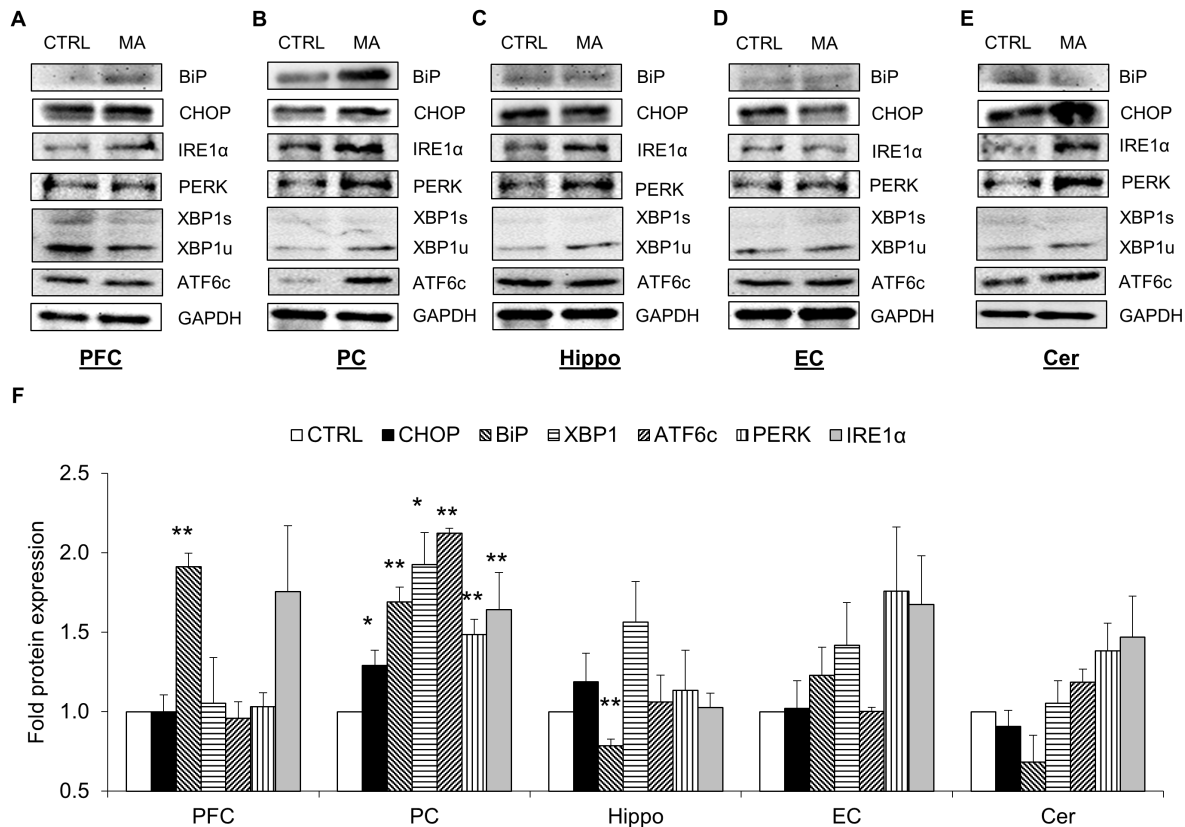 A B C D E
CTRL MA CTRL MA CTRL MA CTRL MA CTRL MA
BiP BiP BiP BiP BiP
CHOP CHOP CHOP CHOP CHOP
IRE1α IRE1α IRE1α IRE1α IRE1α
PERK PERK PERK PERK PERK
XBP1s XBP1s XBP1s XBP1s XBP1s
XBP1u XBP1u XBP1u XBP1u XBP1u
ATF6c ATF6c ATF6c ATF6c ATF6c
GAPDH GAPDH GAPDH GAPDH GAPDH
PFC PC Hippo EC Cer
F
CTRL CHOP BiP XBP1 ATF6c PERK IRE1α
Fold protein expression
2.5
2.0
1.5
1.0
0.5
** * ** * ** ** ** **
PFC PC Hippo EC Cer